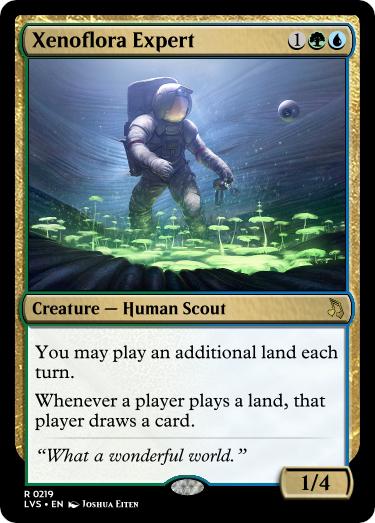 Xenoflora Expert 1
Creature — Human Scout
You may play an additional land each
turn.
Whenever a player plays a land, that
player draws a card.
“What a wonderful world.”
1/4
R 0219
LVS • EN Joshua Eiten